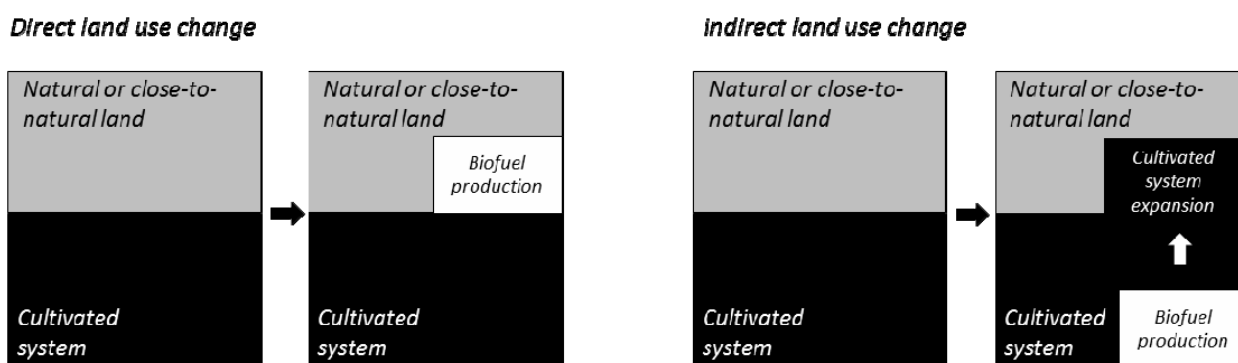 Direct land use change
Indirect land use change
Natural or close-to-
natural land
Cultivated
system
Natural or close-to-
natural land
Biofuel
production
Cultivated
system
Natural or close-to-
natural land
Cultivated
system
Natural or close-to-
natural land
Cultivated
system
expansion
Cultivated
system
Biofuel
production